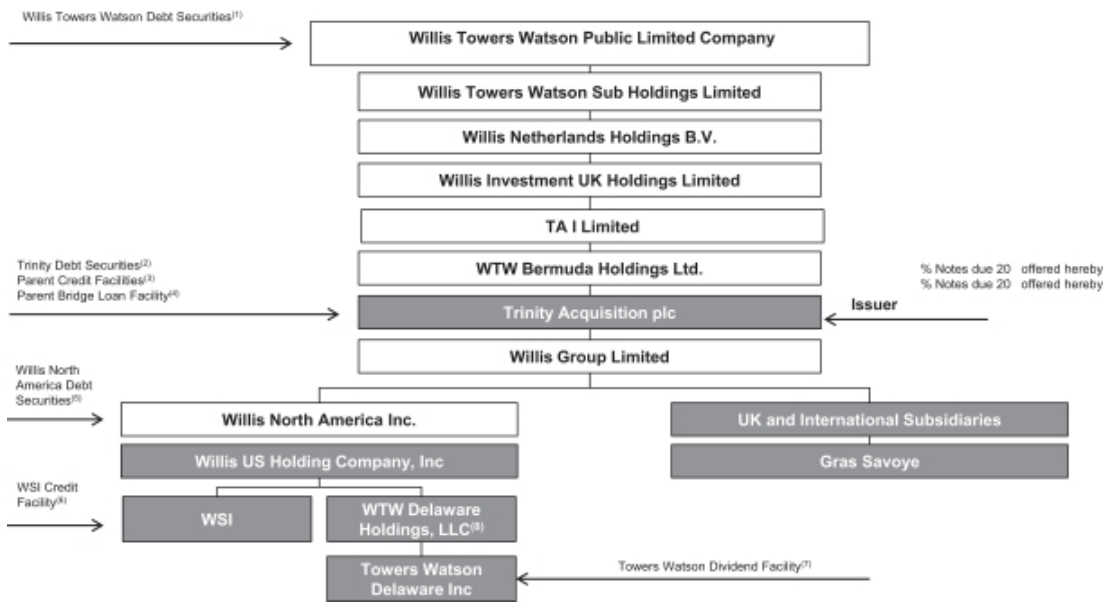 Willis Towers Watson Debt Securities(1)
Willis Towers Watson Public Limited Company
Willis Towers Watson Sub Holdings Limited
Willis Netherlands Holdings B.V.
Willis Investment UK Holdings Limited
TA I Limited
Trinity Debt Securities(2)
Parent Credit Facilities(3)
Parent Bridge Loan Facility(4)
WTW Bermuda Holdings Ltd.
% Notes due 20 offered hereby
% Notes due 20 offered hereby
Trinity Acquisition plc
Issuer
Willis Group Limited
Willis North
America Debt
Securities(5)
Willis North America Inc.
UK and International Subsidiaries
Willis US Holding Company, Inc
Gras Savoye
WSI Credit
Facility(6)
WSI
WTW Delaware
Holdings, LLC(8)
Towers Watson
Delaware Inc
Towers Watson Dividend Facility(7)